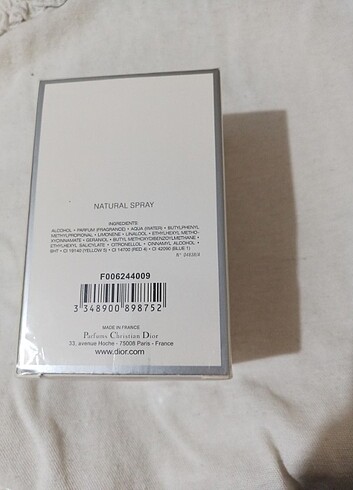 NATURAL SPRAY
INGREDIENTS
ALCOHOL • PARFUM (FRAGRANCE) • AQUA (WATER) • BUTYLPHENYL
METHYLPROPIONAL • LIMONENE • LINALOOL • ETHYLHEXYL METHO-
XYCINNAMATE • GERANIOL • BUTYL METHOXYDIBENZOYLMETHANE •
ETHYLHEXYL SALICYLATE • CITRONELLOL • CINNAMYL ALCOHOL •
BHT • CI 19140 (YELLOW 5) • CI 14700 (RED 4) • CI 42090 (BLUE 1)
N°
F006244009
3 348900 898752
MADE IN FRANCE
Parfums Christian Dior
33, avenue Hoche - 75008 Paris - France
www.dior.com